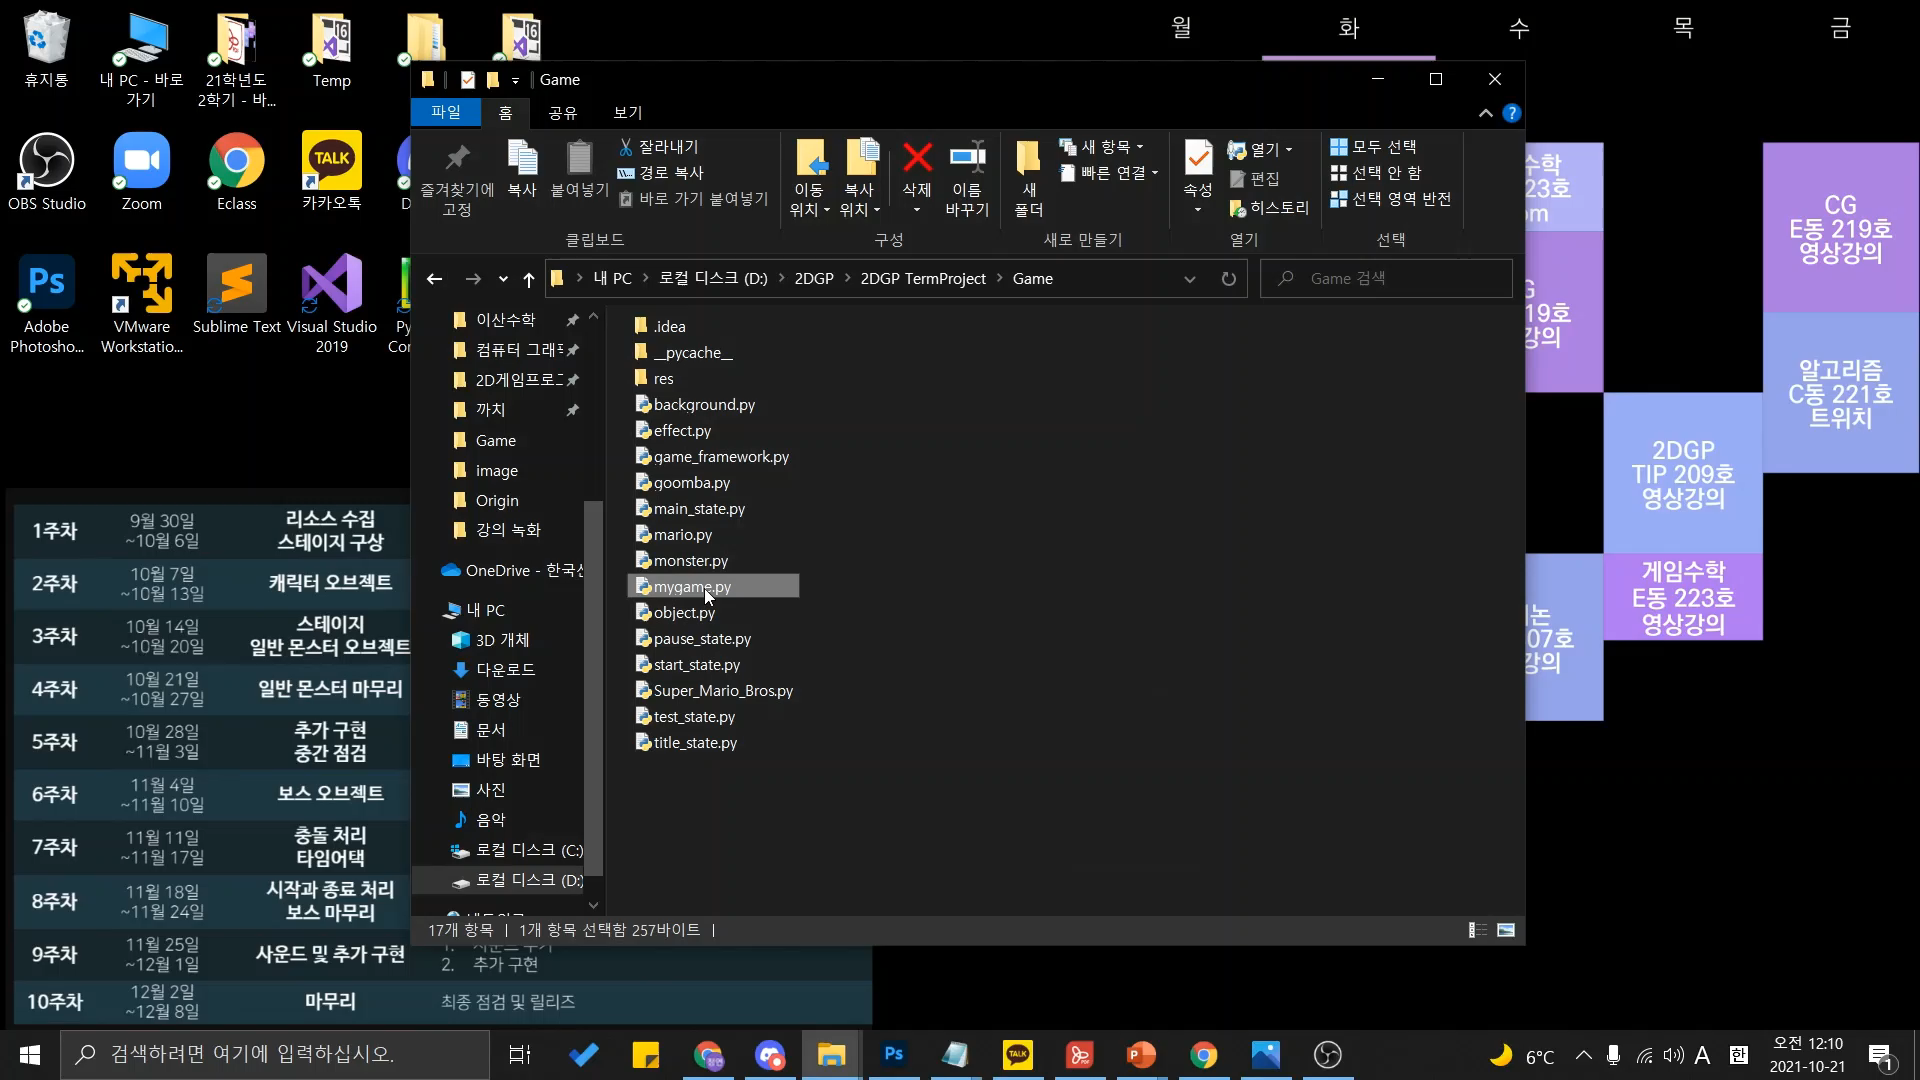 월
화
수
목
금
휴지통
내 PC - 바로
가기
21학년도
2학기 - 바...
Temp
Game
파일
홈
공유
보기
OBS Studio
Zoom
Eclass
TALK
카카오톡
즐겨찾기에
고정
복사
붙여넣기
잘라내기
경로 복사
바로 가기 붙여넣기
클립보드
이동
위치
복사
위치
삭제
이름
바꾸기
구성
새
폴더
새 항목
빠른 연결
새로 만들기
속성
열기
편집
히스토리
열기
모두 선택
선택 안 함
선택 영역 반전
선택
Ps
Adobe
Photosho...
VMware
Workstatio...
Sublime Text
Visual Studio
2019
내 PC
로컬 디스크 (D:)
2DGP
2DGP TermProject
Game
Game 검색
이산수학
컴퓨터 그래
2D게임프로
까치
Game
image
Origin
강의 녹화
OneDrive - 한국
내 PC
3D 개체
다운로드
동영상
문서
바탕 화면
사진
음악
로컬 디스크 (C:)
로컬 디스크 (D:)
.idea
__pycache__
res
background.py
effect.py
game_framework.py
goomba.py
main_state.py
mario.py
monster.py
mygame.py
object.py
pause_state.py
start_state.py
Super_Mario_Bros.py
test_state.py
title_state.py
17개 항목
1개 항목 선택함 257바이트
수학
23호
om
19호
강의
07호
강의
2DGP
TIP 209호
영상강의
게임수학
E동 223호
영상강의
CG
E동 219호
영상강의
알고리즘
C동 221호
트위치
1주차
9월 30일
~10월 6일
리소스 수집
스테이지 구상
2주차
10월 7일
~10월 13일
캐릭터 오브젝트
3주차
10월 14일
~10월 20일
스테이지
일반 몬스터 오브젝트
4주차
10월 21일
~10월 27일
일반 몬스터 마무리
5주차
10월 28일
~11월 3일
추가 구현
중간 점검
6주차
11월 4일
~11월 10일
보스 오브젝트
7주차
11월 11일
~11월 17일
충돌 처리
타임어택
8주차
11월 18일
~11월 24일
시작과 종료 처리
보스 마무리
9주차
11월 25일
~12월 1일
사운드 및 추가 구현
2. 추가 구현
10주차
12월 2일
~12월 8일
마무리
최종 점검 및 릴리즈
검색하려면 여기에 입력하십시오.
Ps
TALK
6°C
A
한
오전 12:10
2021-10-21
1